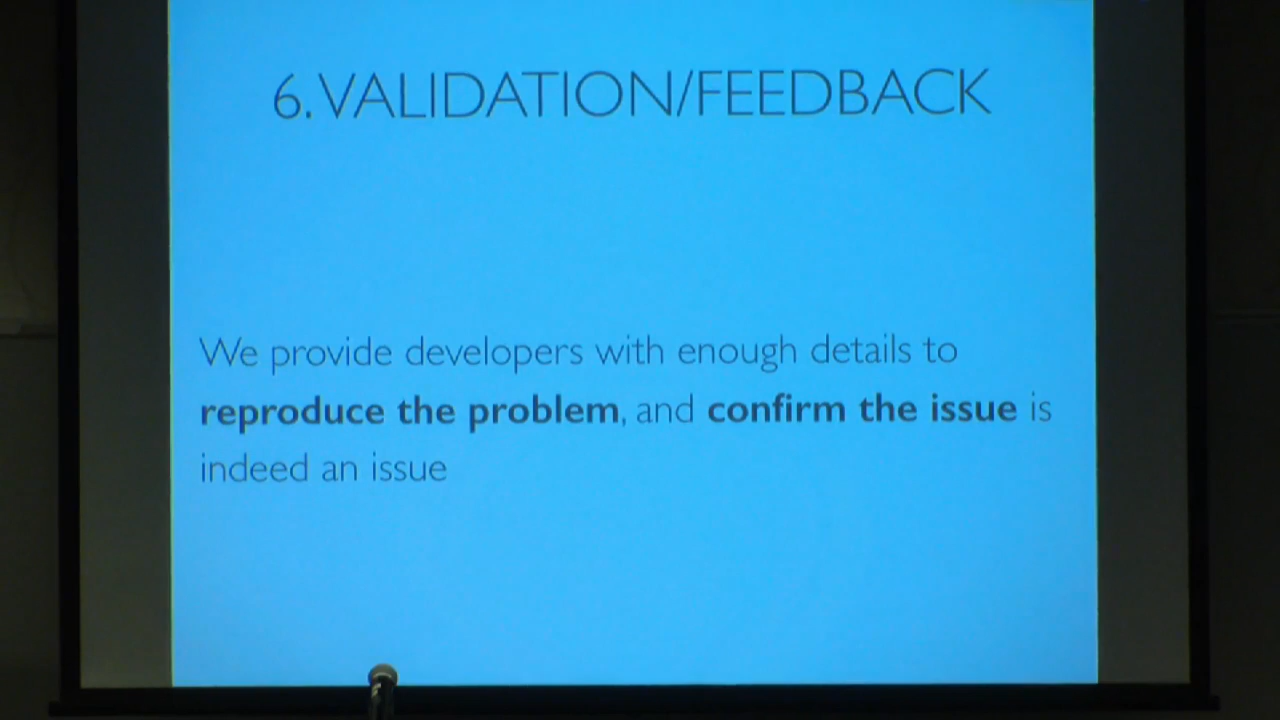 6. VALIDATION/FEEDBACK
We provide developers with enough details to
reproduce the problem, and confirm the issue is
indeed an issue